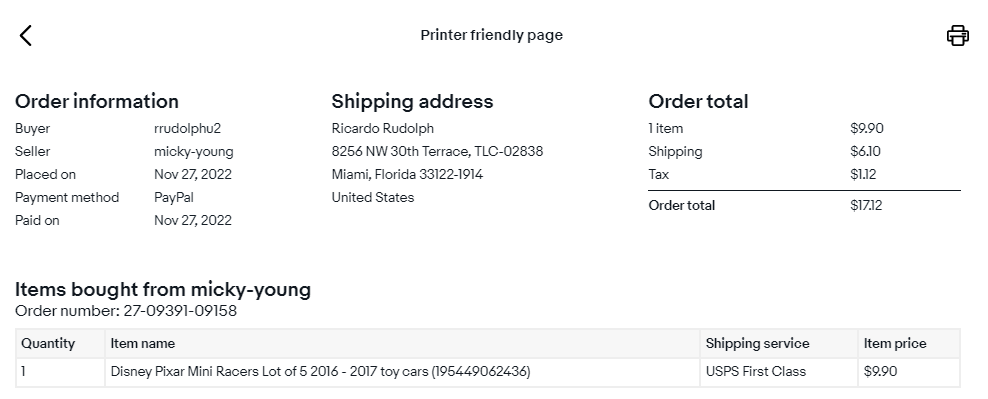 Printer friendly page
Order information
Buyer rrudolphu2
Seller micky-young
Placed on Nov 27, 2022
Payment method PayPal
Paid on Nov 27, 2022
Shipping address
Ricardo Rudolph
8256 NW 30th Terrace, TLC-02838
Miami, Florida 33122-1914
United States
Order total
1 item $9.90
Shipping $6.10
Tax $1.12
Order total $17.12
Items bought from micky-young
Order number: 27-09391-09158
Quantity Item name Shipping service Item price
1 Disney Pixar Mini Racers Lot of 5 2016 - 2017 toy cars (195449062436) USPS First Class $9.90